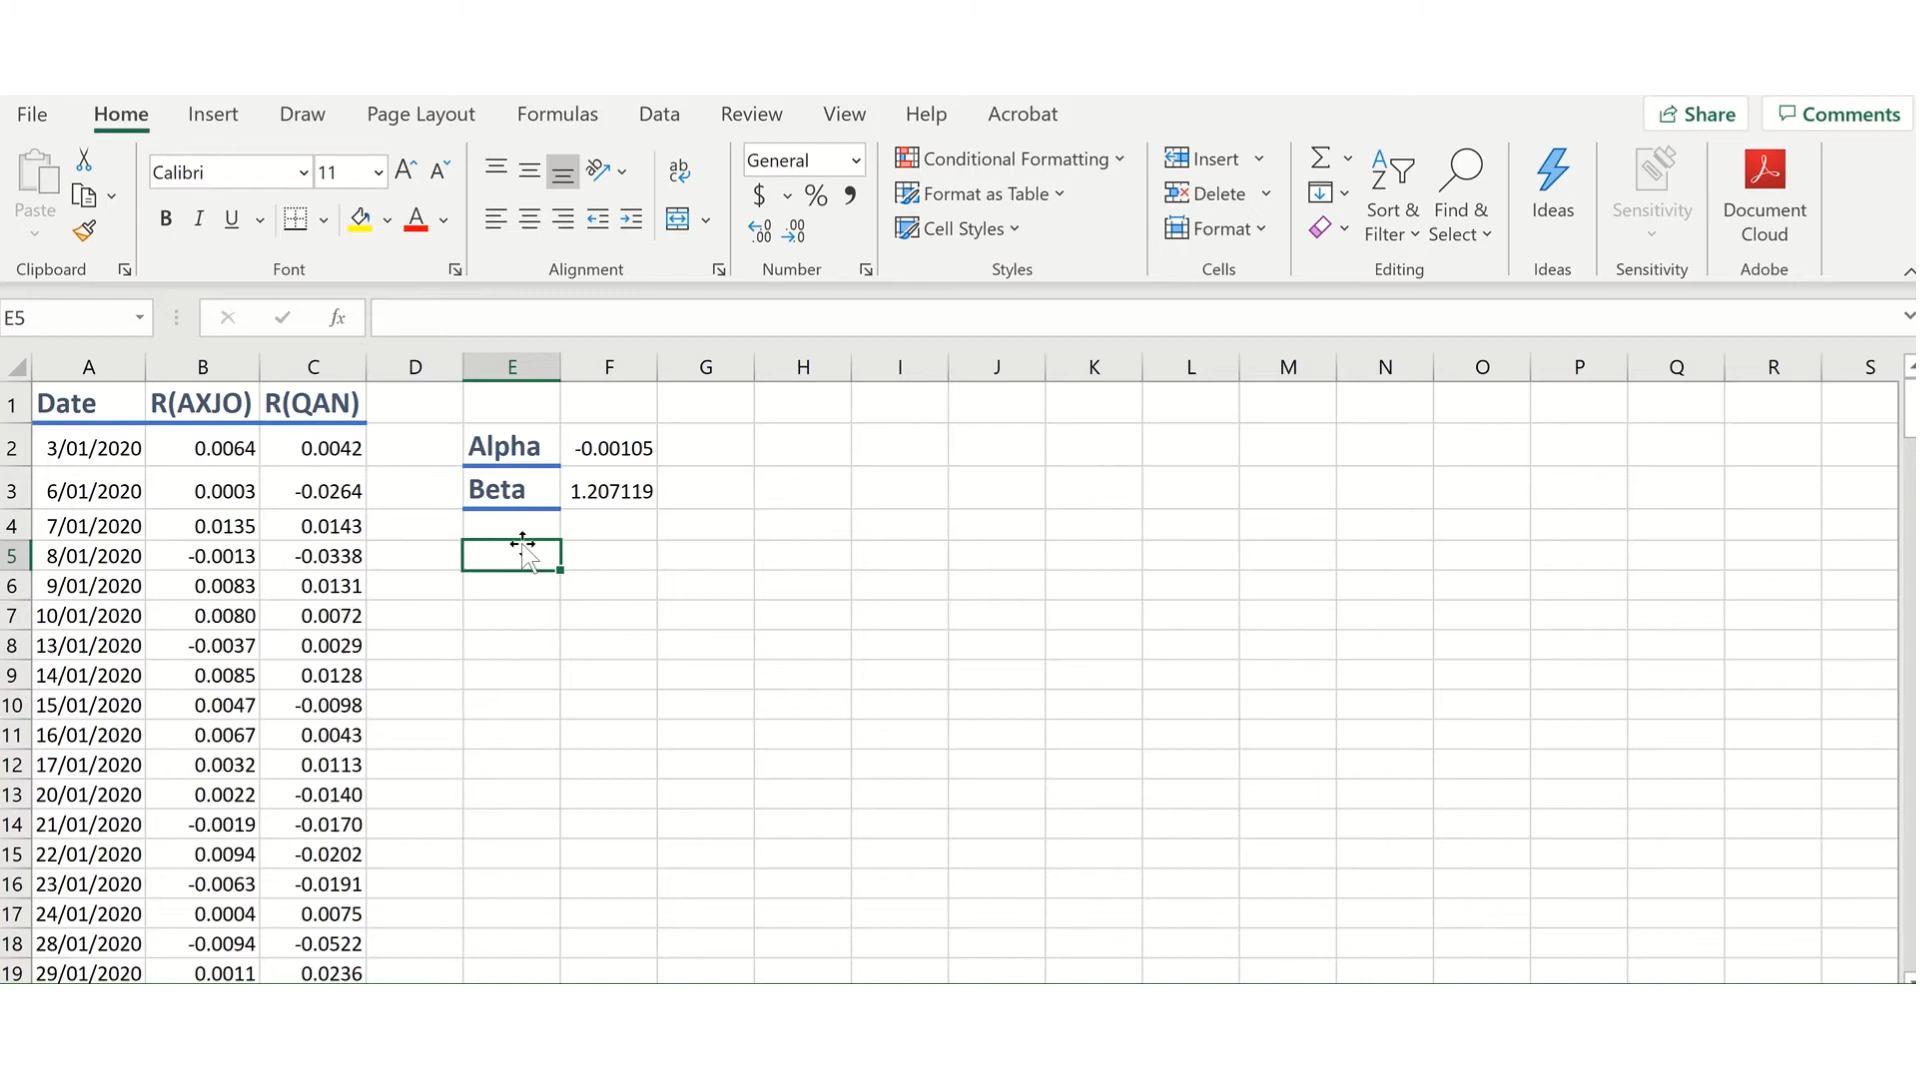 File Home Insert Draw Page Layout Formulas Data Review View Help Acrobat Share Comments
Paste
Calibri 11 A A
B I U A
ab
General
$ % ,
.00 .00
Conditional Formatting
Format as Table
Cell Styles
Insert
Delete
Format
Sort & Filter
Find & Select
Ideas
Sensitivity
Document Cloud
Clipboard Font Alignment Number Styles Cells Editing Ideas Sensitivity Adobe
E5 fx
A B C D E F G H I J K L M N O P Q R S
1 Date R(AXJO) R(QAN)
2 3/01/2020 0.0064 0.0042 Alpha -0.00105
3 6/01/2020 0.0003 -0.0264 Beta 1.207119
4 7/01/2020 0.0135 0.0143
5 8/01/2020 -0.0013 -0.0338
6 9/01/2020 0.0083 0.0131
7 10/01/2020 0.0080 0.0072
8 13/01/2020 -0.0037 0.0029
9 14/01/2020 0.0085 0.0128
10 15/01/2020 0.0047 -0.0098
11 16/01/2020 0.0067 0.0043
12 17/01/2020 0.0032 0.0113
13 20/01/2020 0.0022 -0.0140
14 21/01/2020 -0.0019 -0.0170
15 22/01/2020 0.0094 -0.0202
16 23/01/2020 -0.0063 -0.0191
17 24/01/2020 0.0004 0.0075
18 28/01/2020 -0.0094 -0.0522
19 29/01/2020 0.0011 0.0236